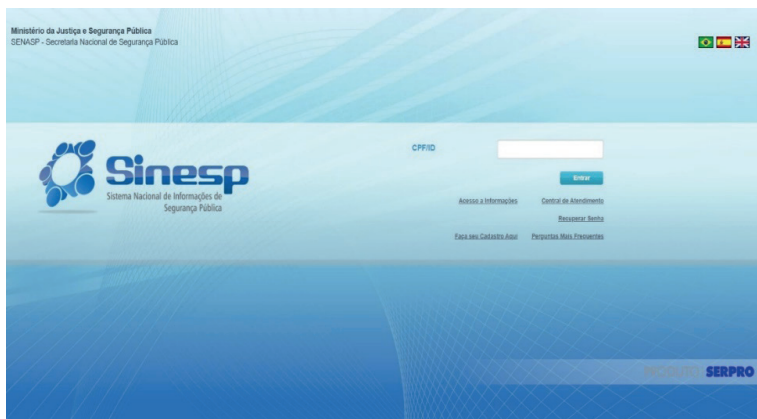 Ministério da Justiça e Segurança Pública
SENASP - Secretaria Nacional de Segurança Pública
CPF/ID
Sinesp
Sistema Nacional de Informações de
Segurança Pública
Entrar
Acesso a Informações Central de Atendimento
Recuperar Senha
Faça seu Cadastro Aqui Perguntas Mais Frequentes
SERPRO